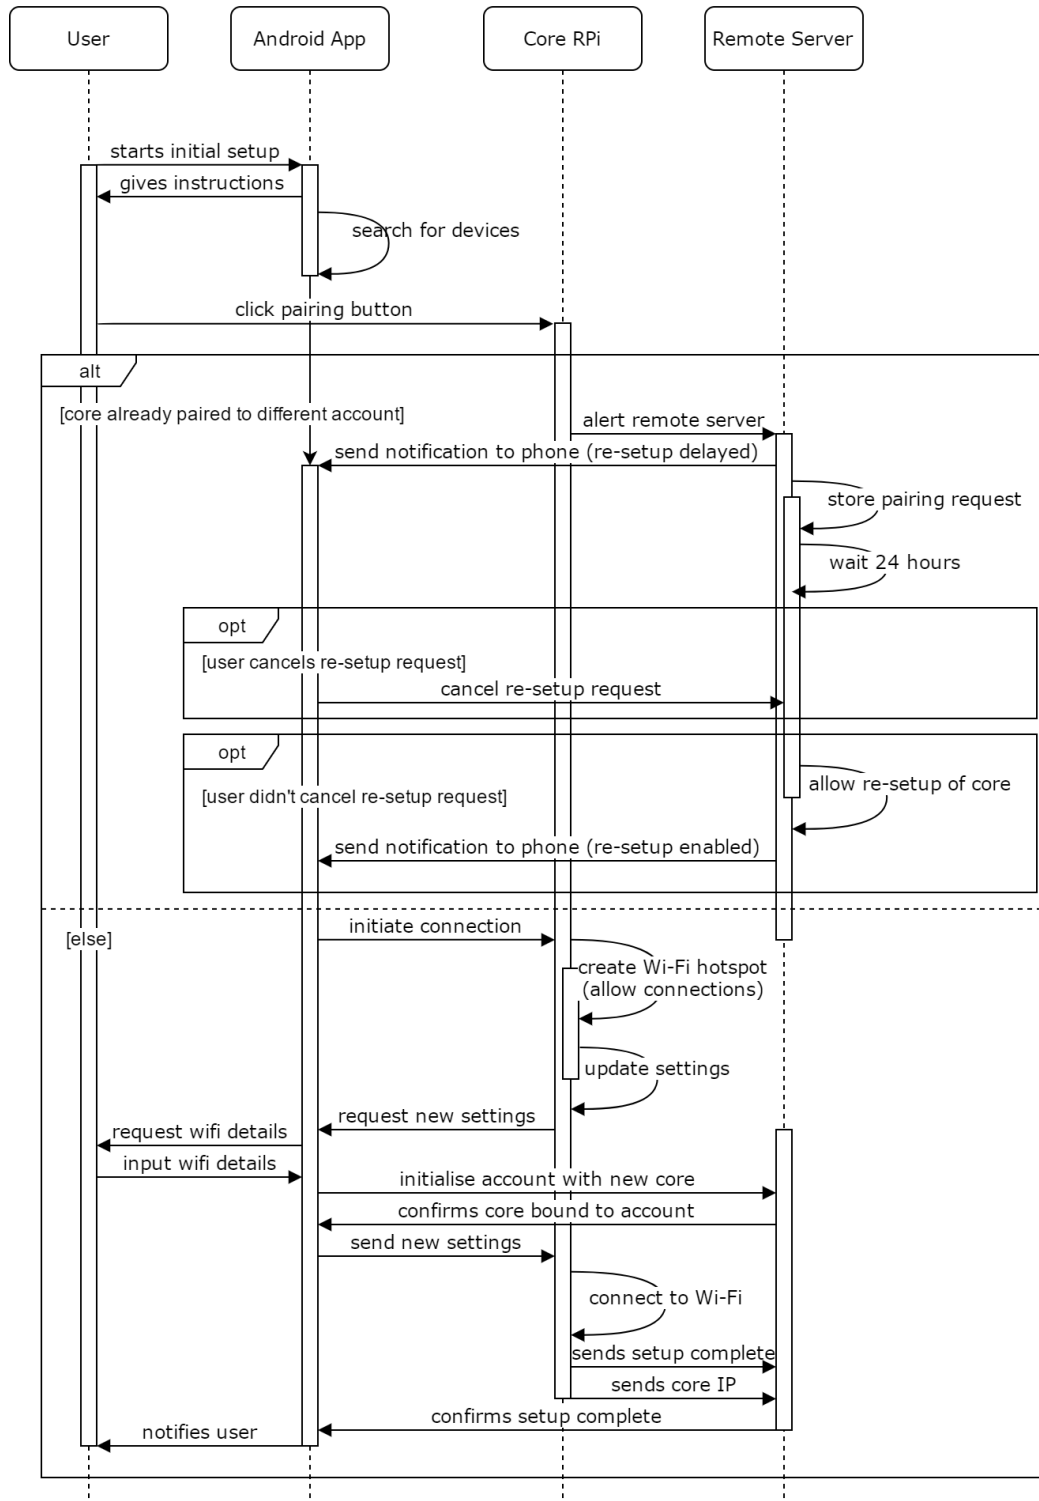 User
Android App
Core RPi
Remote Server
starts initial setup
gives instructions
search for devices
click pairing button
alt
[core already paired to different account]
alert remote server
send notification to phone (re-setup delayed)
store pairing request
wait 24 hours
opt
[user cancels re-setup request]
cancel re-setup request
opt
[user didn't cancel re-setup request]
allow re-setup of core
send notification to phone (re-setup enabled)
[else]
initiate connection
create Wi-Fi hotspot
(allow connections)
update settings
request new settings
request wifi details
input wifi details
initialise account with new core
confirms core bound to account
send new settings
connect to Wi-Fi
sends setup complete
sends core IP
confirms setup complete
notifies user